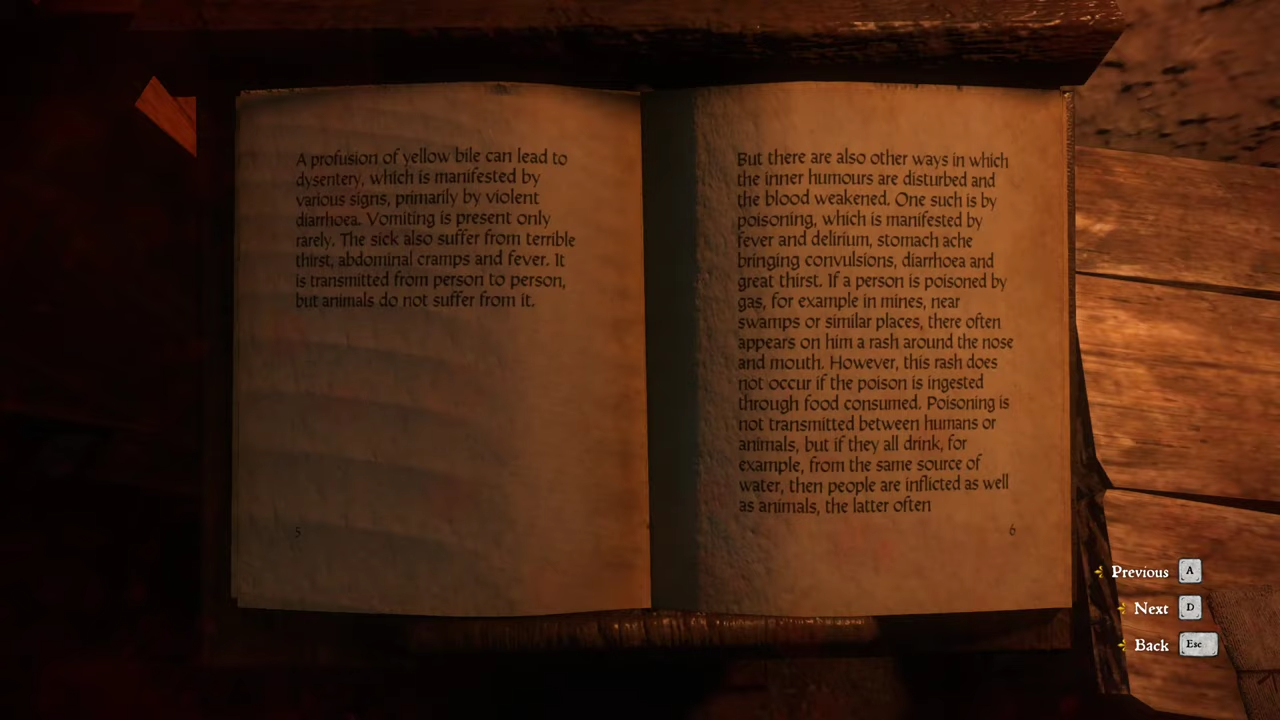 A profusion of yellow bile can lead to
dysentery, which is manifested by
various signs, primarily by violent
diarrhoea. Vomiting is present only
rarely. The sick also suffer from terrible
thirst, abdominal cramps and fever. It
is transmitted from person to person,
but animals do not suffer from it.
5
But there are also other ways in which
the inner humours are disturbed and
the blood weakened. One such is by
poisoning, which is manifested by
fever and delirium, stomach ache
bringing convulsions, diarrhoea and
great thirst. If a person is poisoned by
gas, for example in mines, near
swamps or similar places, there often
appears on him a rash around the nose
and mouth. However, this rash does
not occur if the poison is ingested
through food consumed. Poisoning is
not transmitted between humans or
animals, but if they all drink, for
example, from the same source of
water, then people are inflicted as well
as animals, the latter often
6
Previous A
Next D
Back Esc